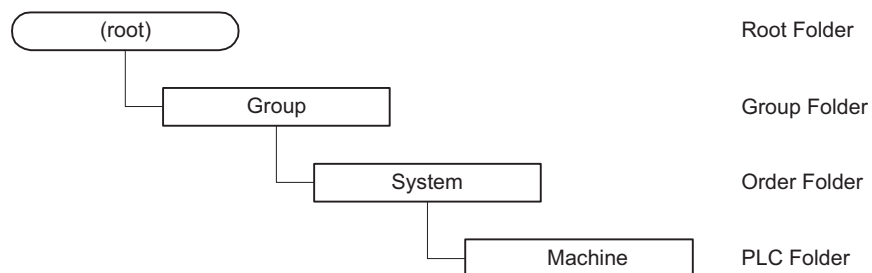 (root) Root Folder
Group Group Folder
System Order Folder
Machine PLC Folder